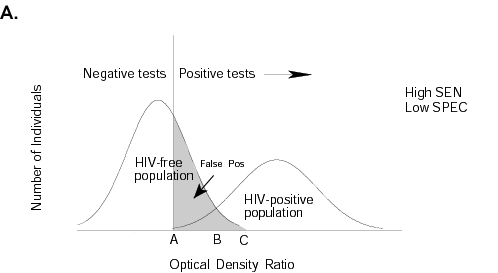 A.
Negative tests
Positive tests
High SEN
Low SPEC
Number of Individuals
HIV-free
population
False Pos
HIV-positive
population
A
B
C
Optical Density Ratio